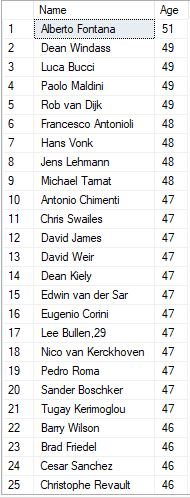 Name Age
1 Alberto Fontana 51
2 Dean Windass 49
3 Luca Bucci 49
4 Paolo Maldini 49
5 Rob van Dijk 49
6 Francesco Antonioli 48
7 Hans Vonk 48
8 Jens Lehmann 48
9 Michael Tarnat 48
10 Antonio Chimenti 47
11 Chris Swailes 47
12 David James 47
13 David Weir 47
14 Dean Kiely 47
15 Edwin van der Sar 47
16 Eugenio Corini 47
17 Lee Bullen,29 47
18 Nico van Kerckhoven 47
19 Pedro Roma 47
20 Sander Boschker 47
21 Tugay Kerimoglu 47
22 Barry Wilson 46
23 Brad Friedel 46
24 Cesar Sanchez 46
25 Christophe Revault 46